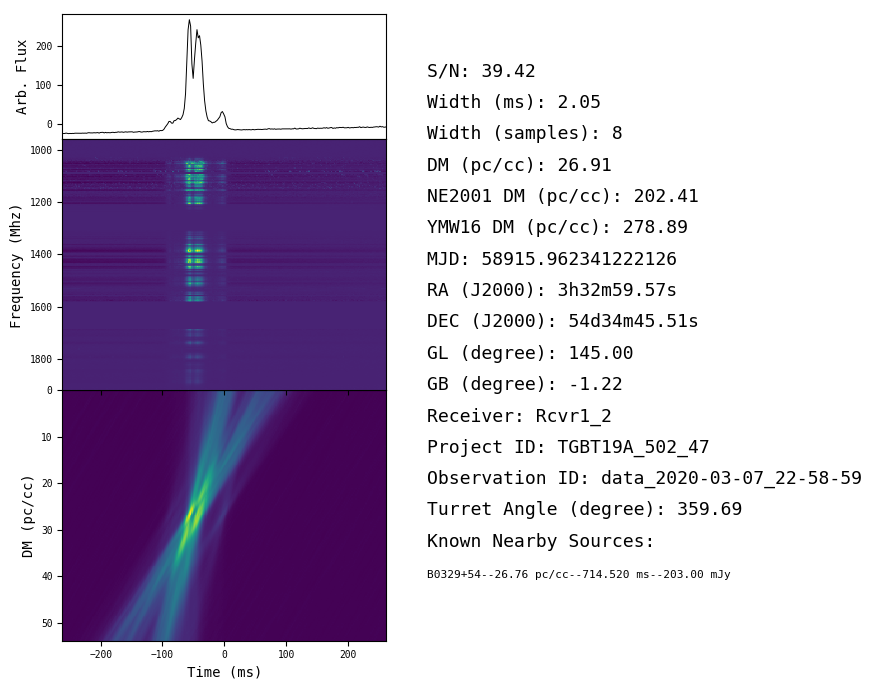 Arb. Flux
200
100
0
Frequency (Mhz)
1000
1200
1400
1600
1800
DM (pc/cc)
0
10
20
30
40
50
−200
−100
0
100
200
Time (ms)
S/N: 39.42
Width (ms): 2.05
Width (samples): 8
DM (pc/cc): 26.91
NE2001 DM (pc/cc): 202.41
YMW16 DM (pc/cc): 278.89
MJD: 58915.962341222126
RA (J2000): 3h32m59.57s
DEC (J2000): 54d34m45.51s
GL (degree): 145.00
GB (degree): -1.22
Receiver: Rcvr1_2
Project ID: TGBT19A_502_47
Observation ID: data_2020-03-07_22-58-59
Turret Angle (degree): 359.69
Known Nearby Sources:
B0329+54--26.76 pc/cc--714.520 ms--203.00 mJy